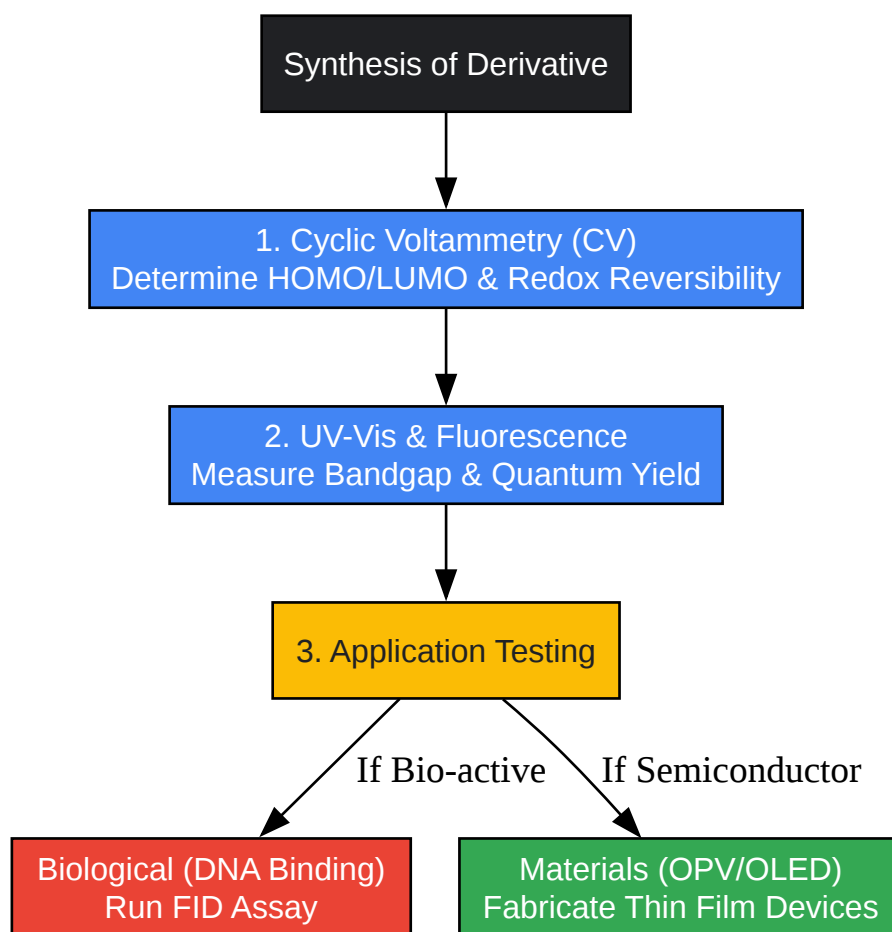 Synthesis of Derivative
1. Cyclic Voltammetry (CV)
Determine HOMO/LUMO & Redox Reversibility
2. UV-Vis & Fluorescence
Measure Bandgap & Quantum Yield
3. Application Testing
If Bio-active
If Semiconductor
Biological (DNA Binding)
Run FID Assay
Materials (OPV/OLED)
Fabricate Thin Film Devices